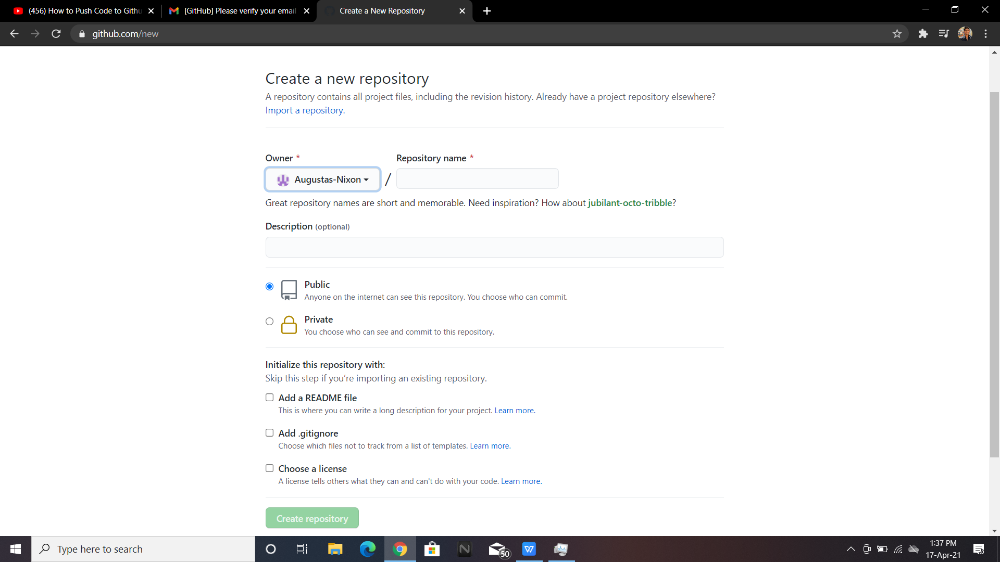 (456) How to Push Code to Githu
[GitHub] Please verify your email
Create a New Repository
github.com/new
Create a new repository
A repository contains all project files, including the revision history. Already have a project repository elsewhere?
Import a repository.
Owner *
Repository name *
Augustas-Nixon /
Great repository names are short and memorable. Need inspiration? How about jubilant-octo-tribble?
Description (optional)
Public
Anyone on the internet can see this repository. You choose who can commit.
Private
You choose who can see and commit to this repository.
Initialize this repository with:
Skip this step if you’re importing an existing repository.
Add a README file
This is where you can write a long description for your project. Learn more.
Add .gitignore
Choose which files not to track from a list of templates. Learn more.
Choose a license
A license tells others what they can and can't do with your code. Learn more.
Create repository
Type here to search
50
1:37 PM
17-Apr-21